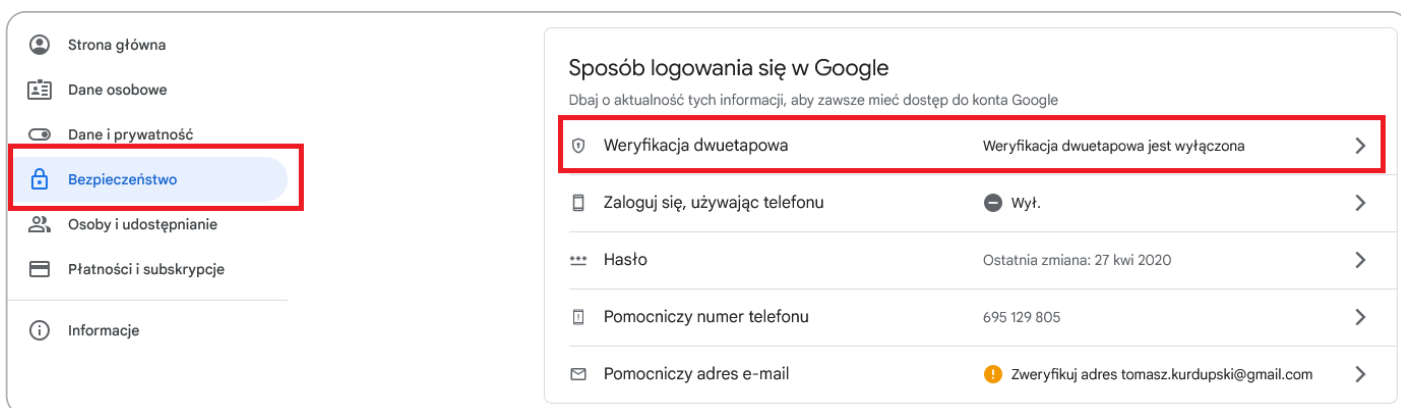 Strona główna
Dane osobowe
Dane i prywatność
Bezpieczeństwo
Osoby i udostępnianie
Płatności i subskrypcje
Informacje
Sposób logowania się w Google
Dbaj o aktualność tych informacji, aby zawsze mieć dostęp do konta Google
Weryfikacja dwuetapowa Weryfikacja dwuetapowa jest wyłączona
Zaloguj się, używając telefonu Wył.
Hasło Ostatnia zmiana: 27 kwi 2020
Pomocniczy numer telefonu 695 129 805
Pomocniczy adres e-mail Zweryfikuj adres tomasz.kurdupski@gmail.com